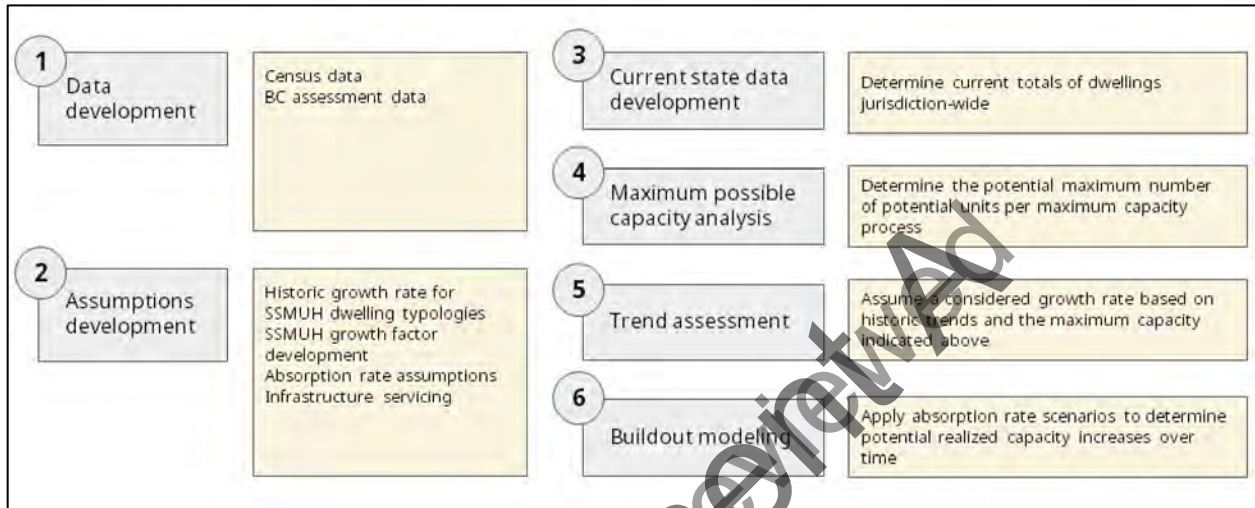 1
Data
development
Census data
BC assessment data
2
Assumptions
development
Historic growth rate for
SSMUH dwelling typologies
SSMUH growth factor
development
Absorption rate assumptions
Infrastructure servicing
3
Current state data
development
Determine current totals of dwellings
jurisdiction-wide
4
Maximum possible
capacity analysis
Determine the potential maximum number
of potential units per maximum capacity
process
5
Trend assessment
Assume a considered growth rate based on
historic trends and the maximum capacity
indicated above
6
Buildout modeling
Apply absorption rate scenarios to determine
potential realized capacity increases over
time